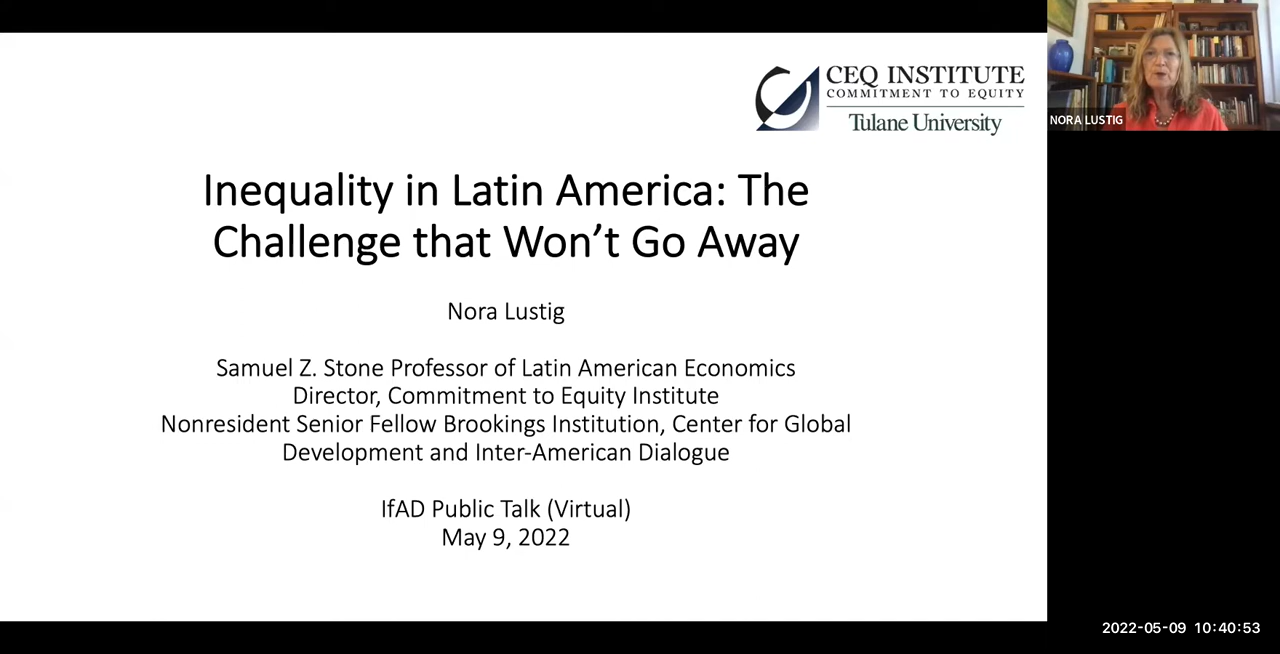 CEQ INSTITUTE
COMMITMENT TO EQUITY
Tulane University
NORA LUSTIG
Inequality in Latin America: The
Challenge that Won’t Go Away
Nora Lustig
Samuel Z. Stone Professor of Latin American Economics
Director, Commitment to Equity Institute
Nonresident Senior Fellow Brookings Institution, Center for Global
Development and Inter-American Dialogue
IfAD Public Talk (Virtual)
May 9, 2022
2022-05-09 10:40:53